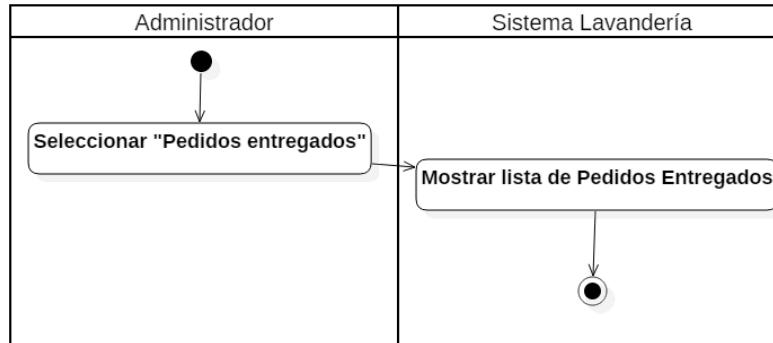 Administrador
Sistema Lavandería
Seleccionar "Pedidos entregados"
Mostrar lista de Pedidos Entregados